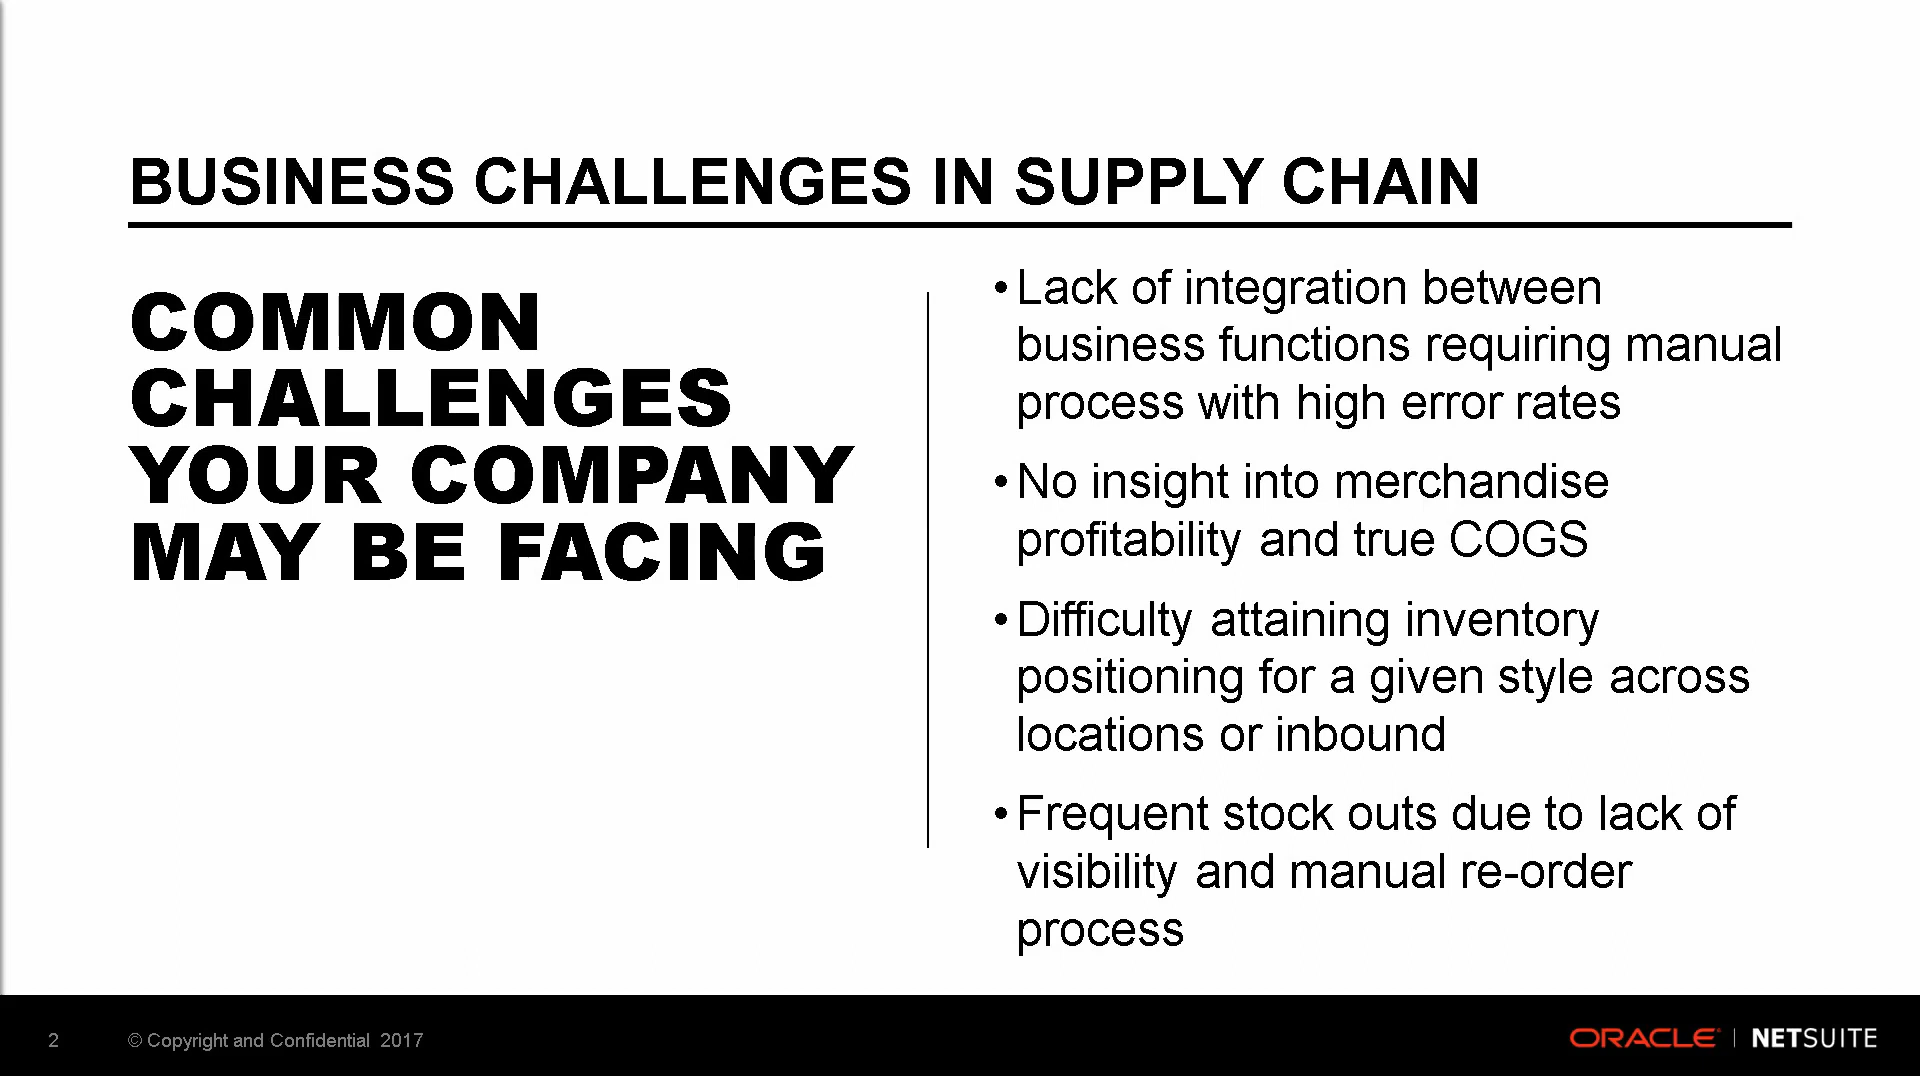 BUSINESS CHALLENGES IN SUPPLY CHAIN
COMMON
CHALLENGES
YOUR COMPANY
MAY BE FACING
• Lack of integration between
business functions requiring manual
process with high error rates
• No insight into merchandise
profitability and true COGS
• Difficulty attaining inventory
positioning for a given style across
locations or inbound
• Frequent stock outs due to lack of
visibility and manual re-order
process
2 © Copyright and Confidential 2017
ORACLE® | NETSUITE